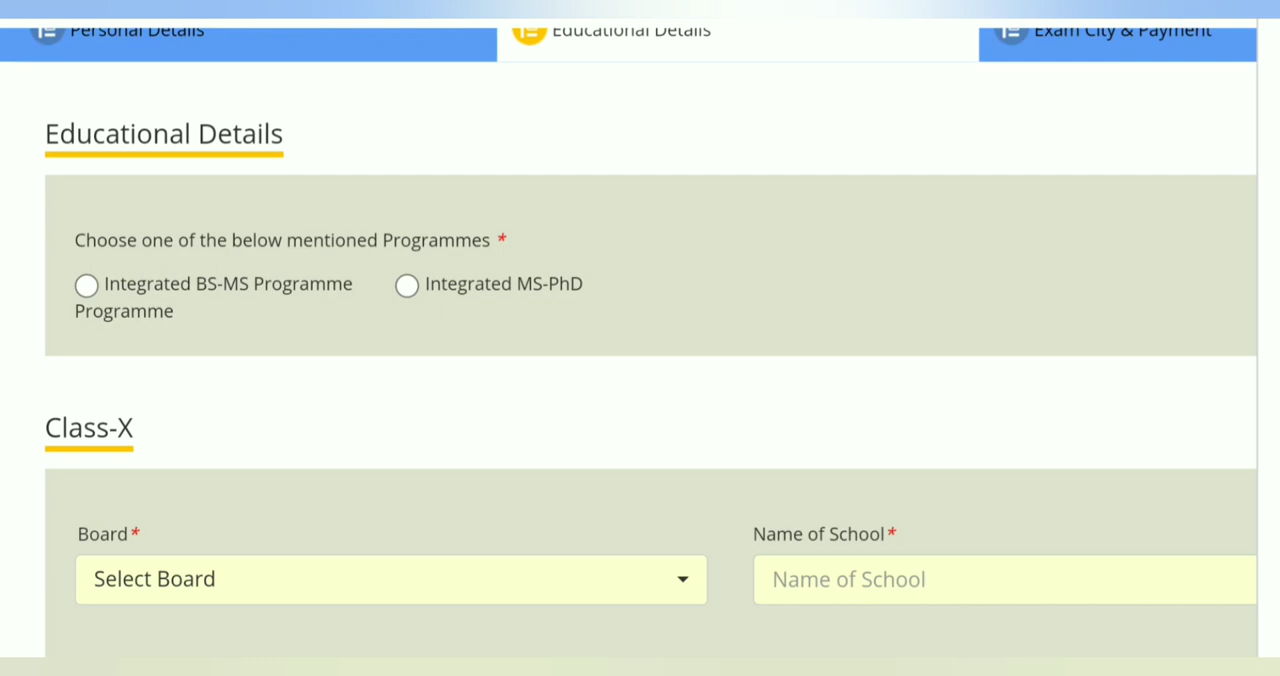 Personal Details
Educational Details
Exam City & Payment
Educational Details
Choose one of the below mentioned Programmes *
Integrated BS-MS Programme Integrated MS-PhD
Programme
Class-X
Board*
Name of School*
Select Board
Name of School